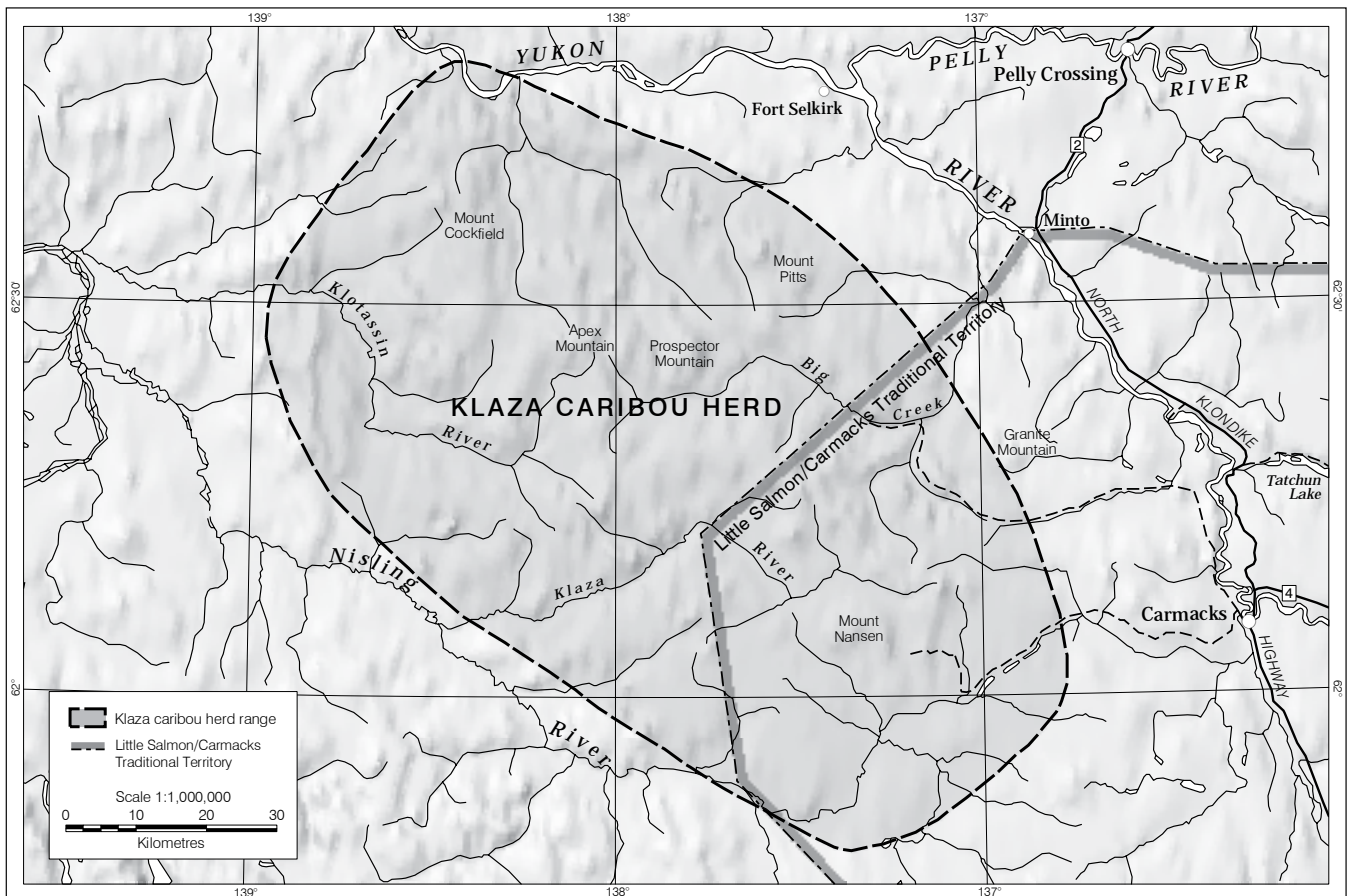 139°
138°
137°
YUKON
PELLY
Pelly Crossing
RIVER
Fort Selkirk
2
RIVER
Minto
Mount
Cockfield
Mount
Pitts
62°30'
62°30'
Klotassin
NORTH
Little Salmon/Carmacks Traditional Territory
Apex
Mountain
Prospector
Mountain
Big
Creek
KLAZA CARIBOU HERD
KLONDIKE
River
Granite
Mountain
Tatchun
Lake
Nisling
Klaza
River
4
Carmacks
Mount
Nansen
HIGHWAY
62°
62°
River
Klaza caribou herd range
Little Salmon/Carmacks
Traditional Territory
Scale 1:1,000,000
0 10 20 30
Kilometres
139°
138°
137°